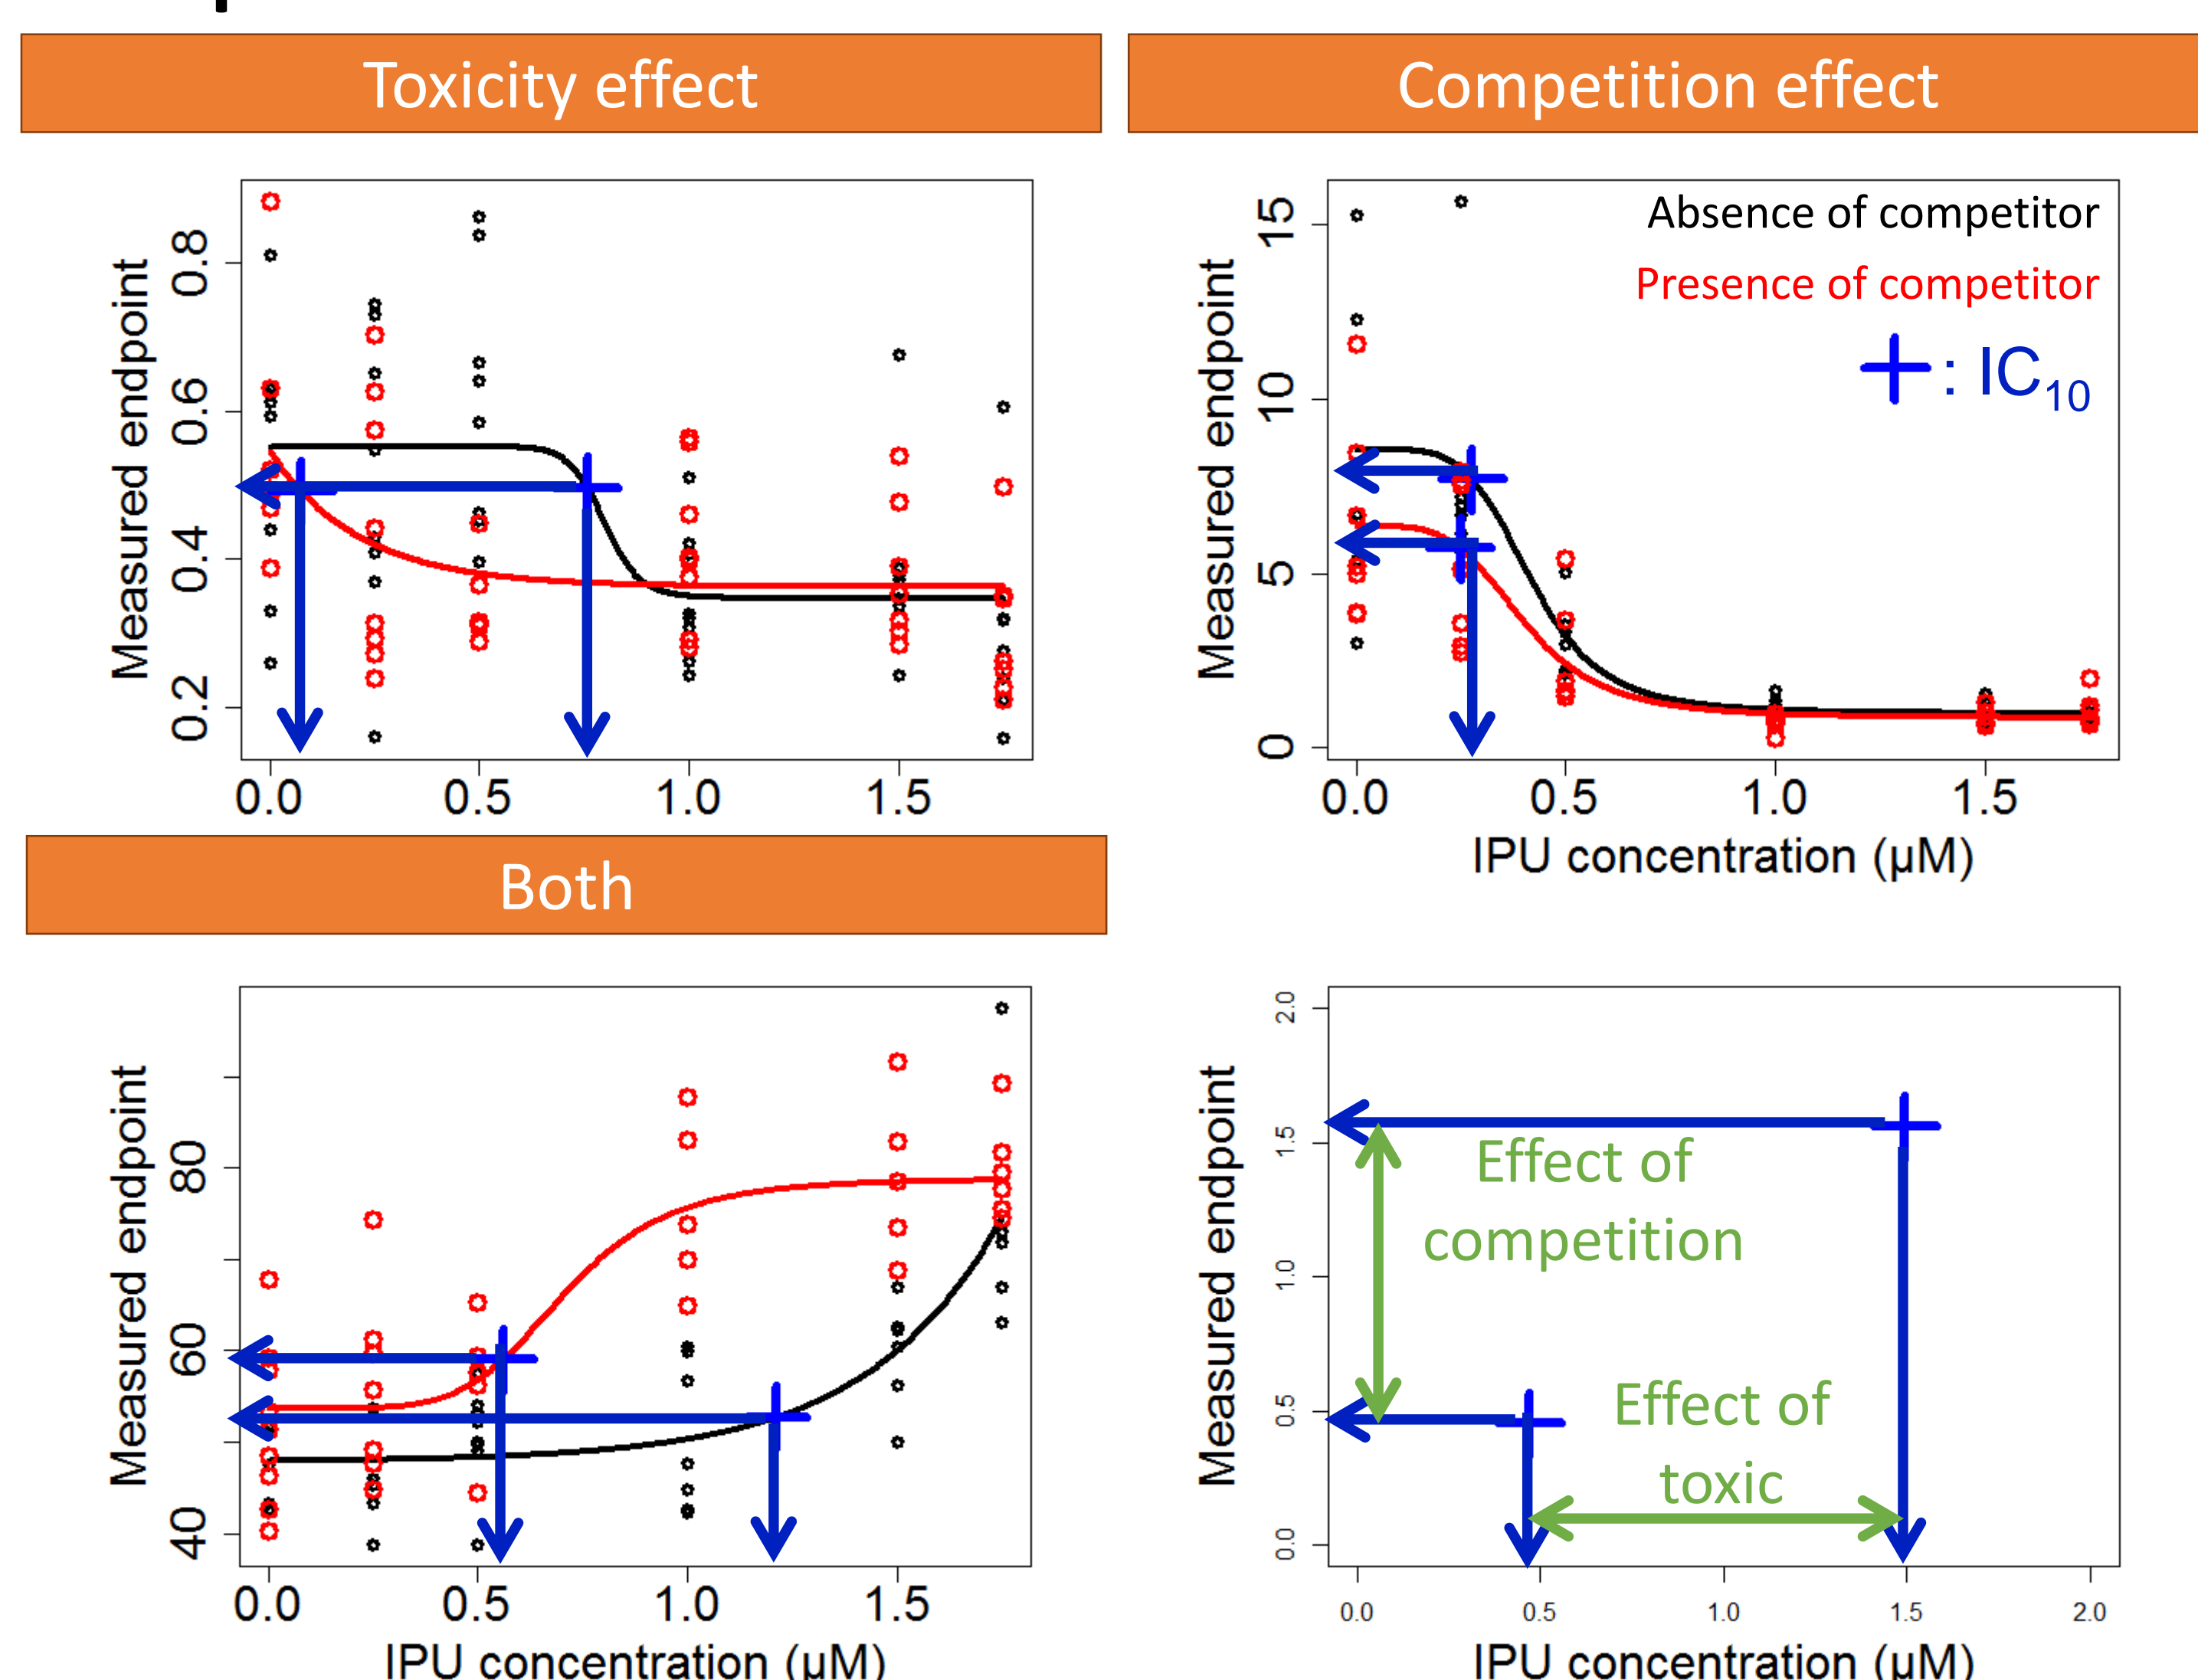 Toxicity effect
Competition effect
Measured endpoint
0.2 0.4 0.6 0.8
0.0 0.5 1.0 1.5
Measured endpoint
0 5 10 15
Absence of competitor
Presence of competitor
: IC10
0.0 0.5 1.0 1.5
IPU concentration (µM)
Both
Measured endpoint
40 60 80
0.0 0.5 1.0 1.5
IPU concentration (µM)
Measured endpoint
0.0 0.5 1.0 1.5 2.0
Effect of
competition
Effect of
toxic
0.0 0.5 1.0 1.5 2.0
IPU concentration (µM)